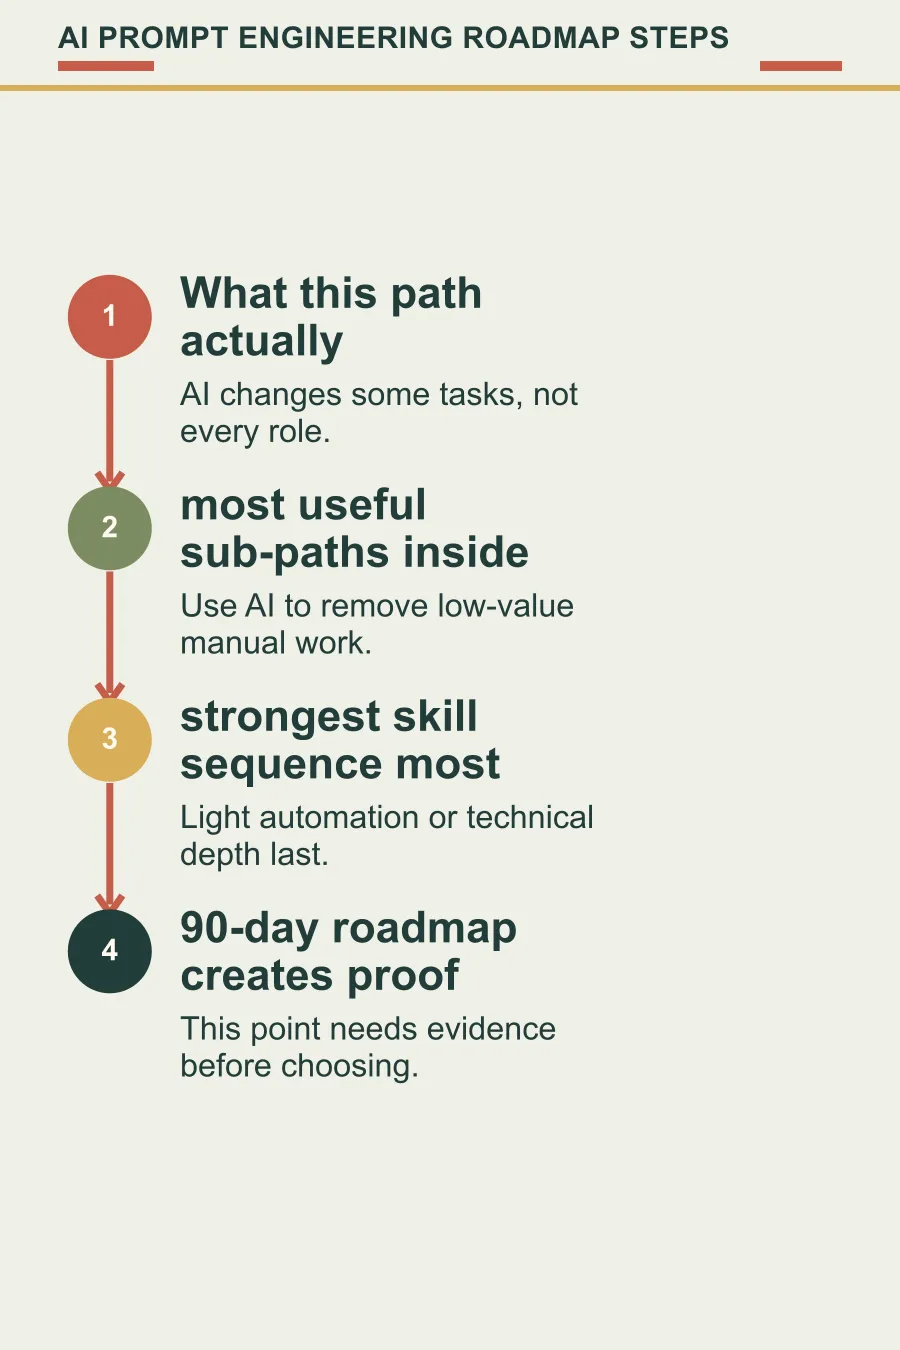 AI PROMPT ENGINEERING ROADMAP STEPS
1
What this path
actually
AI changes some tasks, not
every role.
2
most useful
sub-paths inside
Use AI to remove low-value
manual work.
3
strongest skill
sequence most
Light automation or technical
depth last.
4
90-day roadmap
creates proof
This point needs evidence
before choosing.